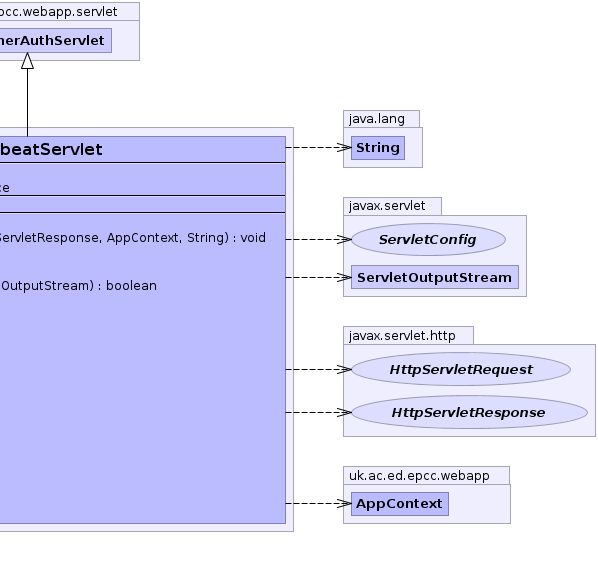 pcc.webapp.servlet
nerAuthServlet
beatServlet
ce
ServletResponse, AppContext, String) : void
OutputStream) : boolean
java.lang
String
javax.servlet
ServletConfig
ServletOutputStream
javax.servlet.http
HttpServletRequest
HttpServletResponse
uk.ac.ed.epcc.webapp
AppContext